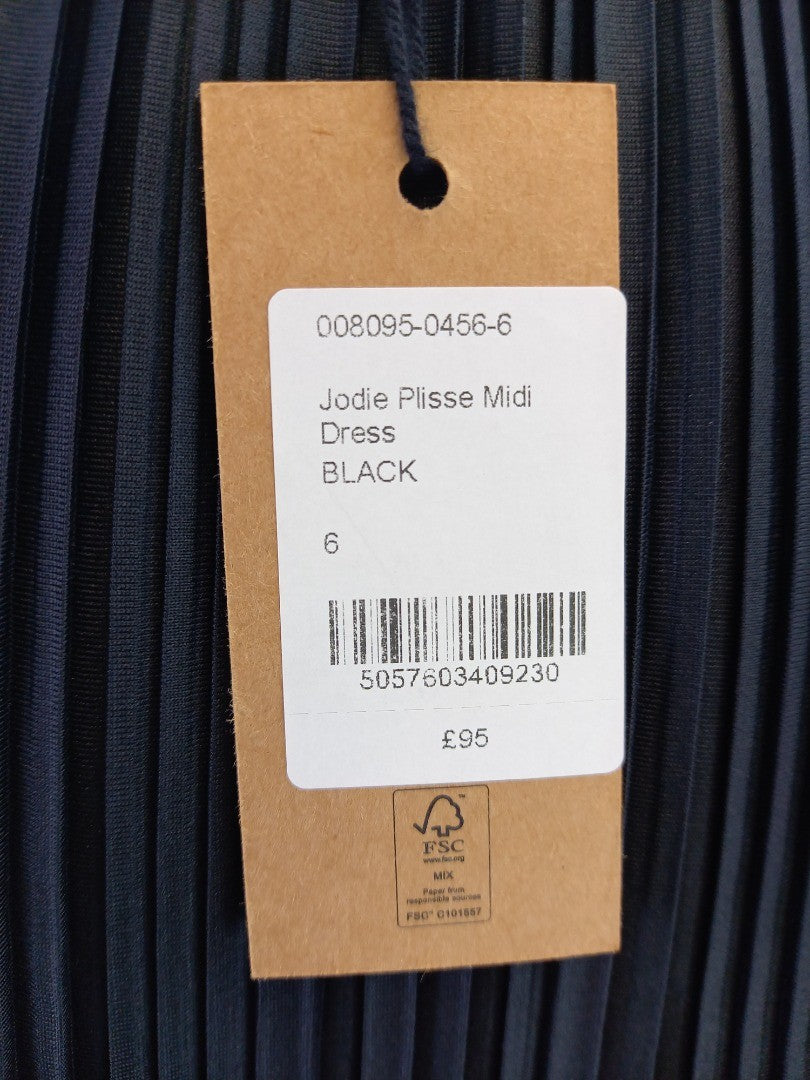 008095-0456-6
Jodie Plisse Midi
Dress
BLACK
6
5057603409230
£95
FSC
www.fsc.org
MIX
Paper from
responsible sources
FSC® C101557